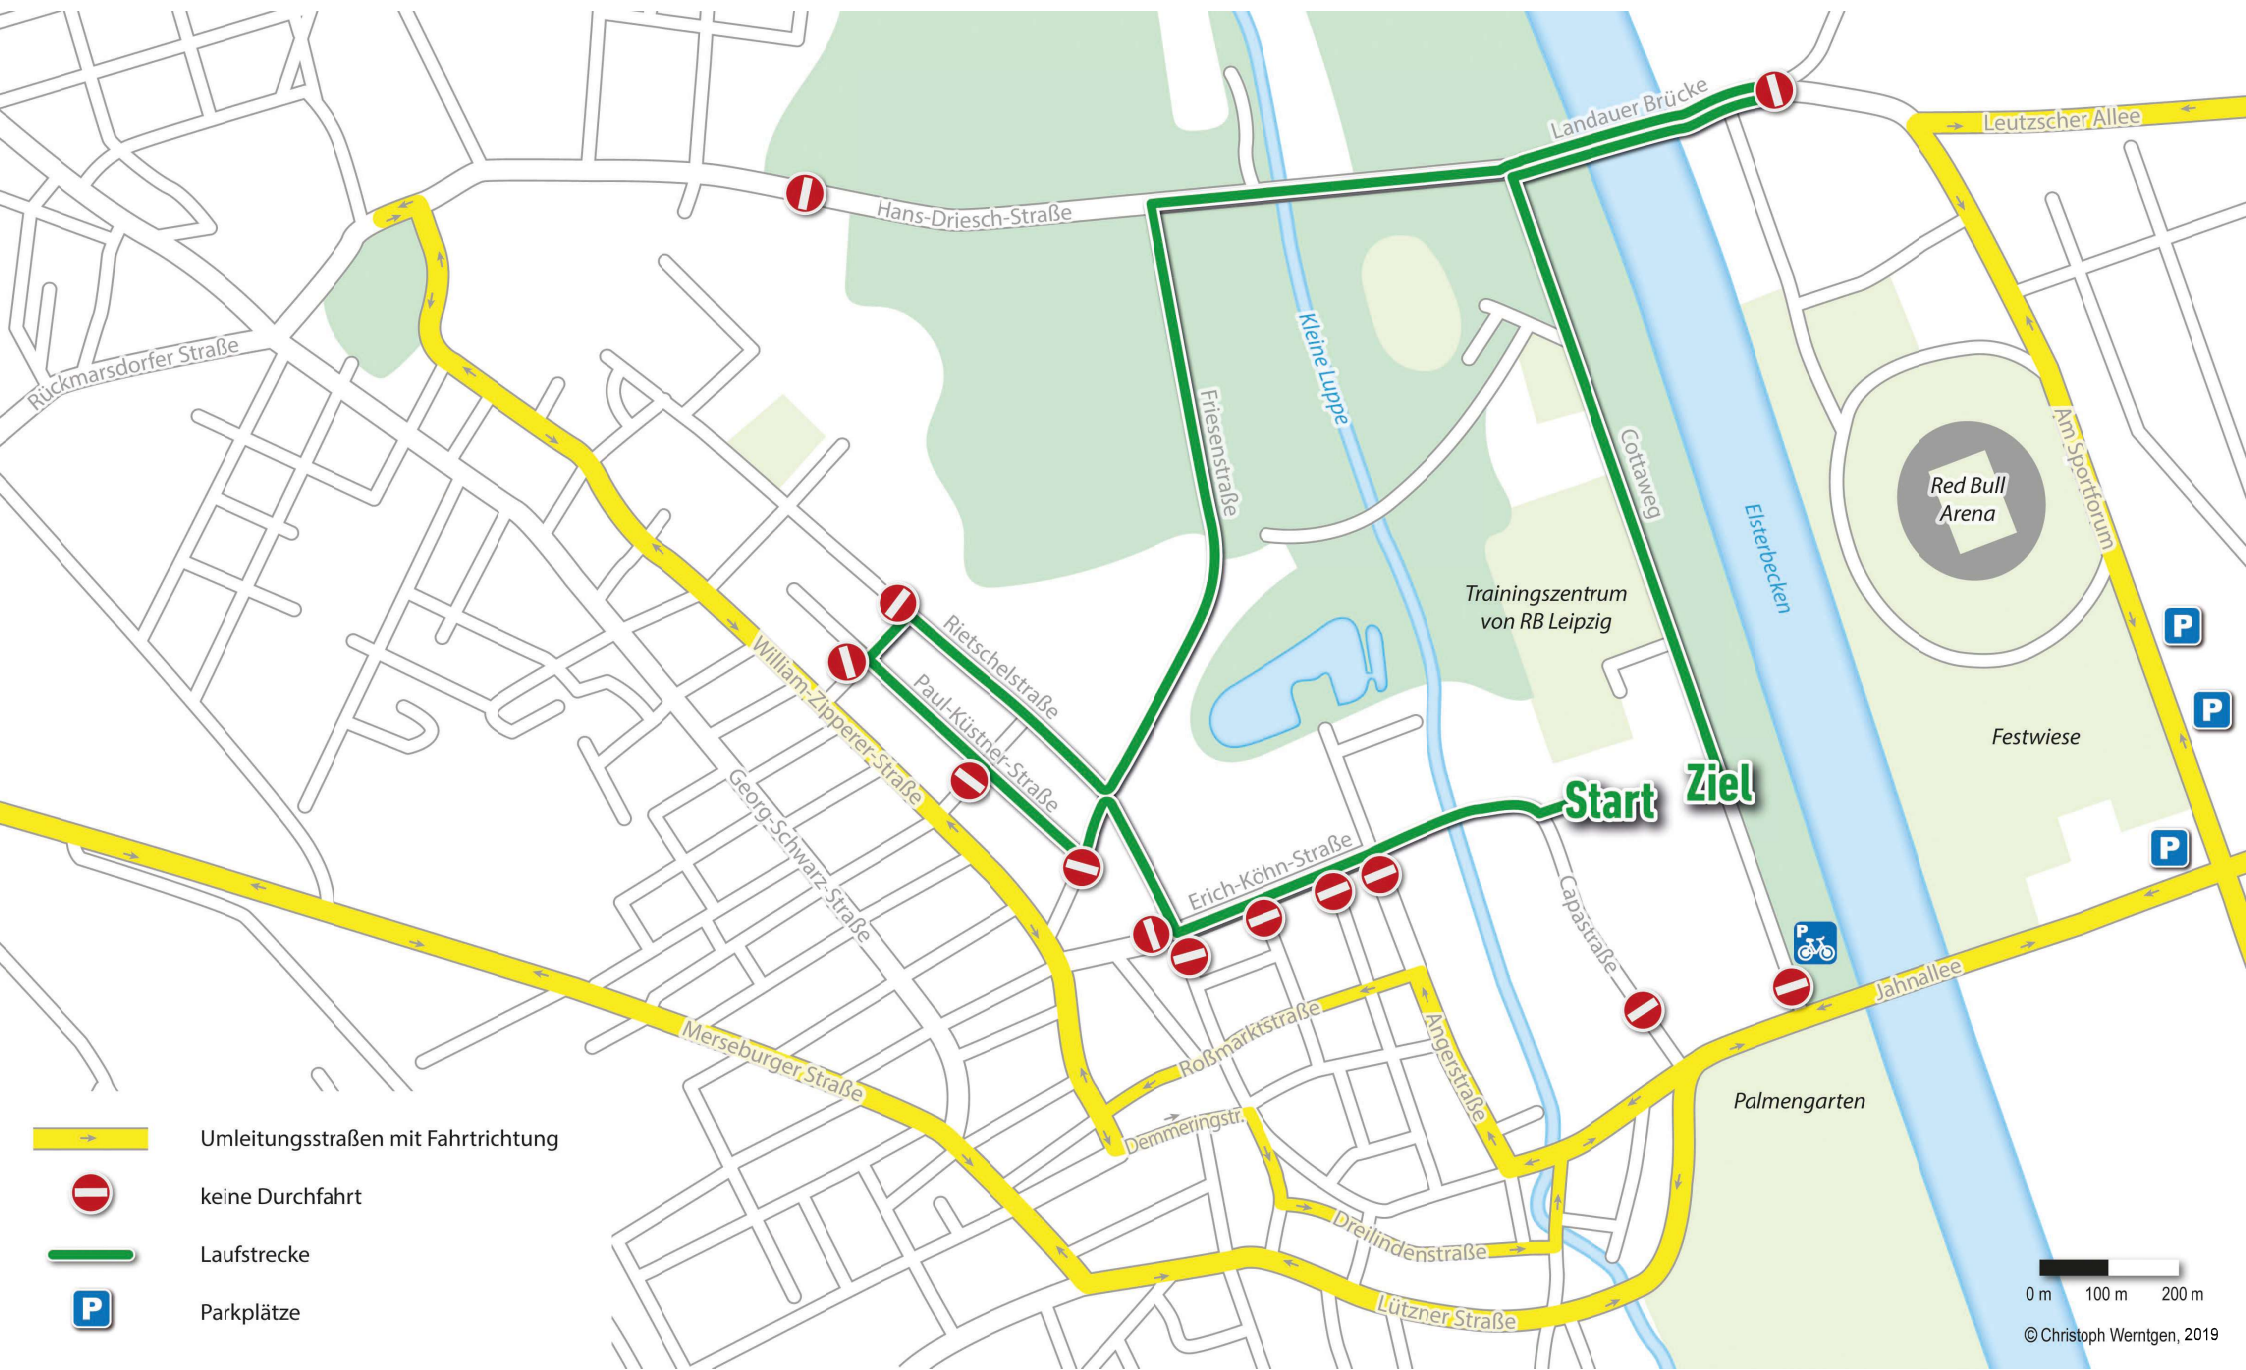 Landauer Brücke
Leutzscher Allee
Hans-Driesch-Straße
Rückmarsdorfer Straße
Kleine Luppe
Friesenstraße
Cottaweg
Elsterbecken
Am Sportforum
Red Bull
Arena
Trainingszentrum
von RB Leipzig
Rietschelstraße
Paul-Küstner-Straße
William-Zipperer-Straße
Georg-Schwarz-Straße
P
P
Festwiese
Start
Ziel
Erich-Köhn-Straße
P
Capastraße
P
Jahnallee
Merseburger Straße
Roßmarktstraße
Angerstraße
Demmeringstr.
Palmengarten
Dreilindenstraße
Lützner Straße
Umleitungsstraßen mit Fahrtrichtung
keine Durchfahrt
Laufstrecke
P
Parkplätze
0 m 100 m 200 m
© Christoph Werntgen, 2019